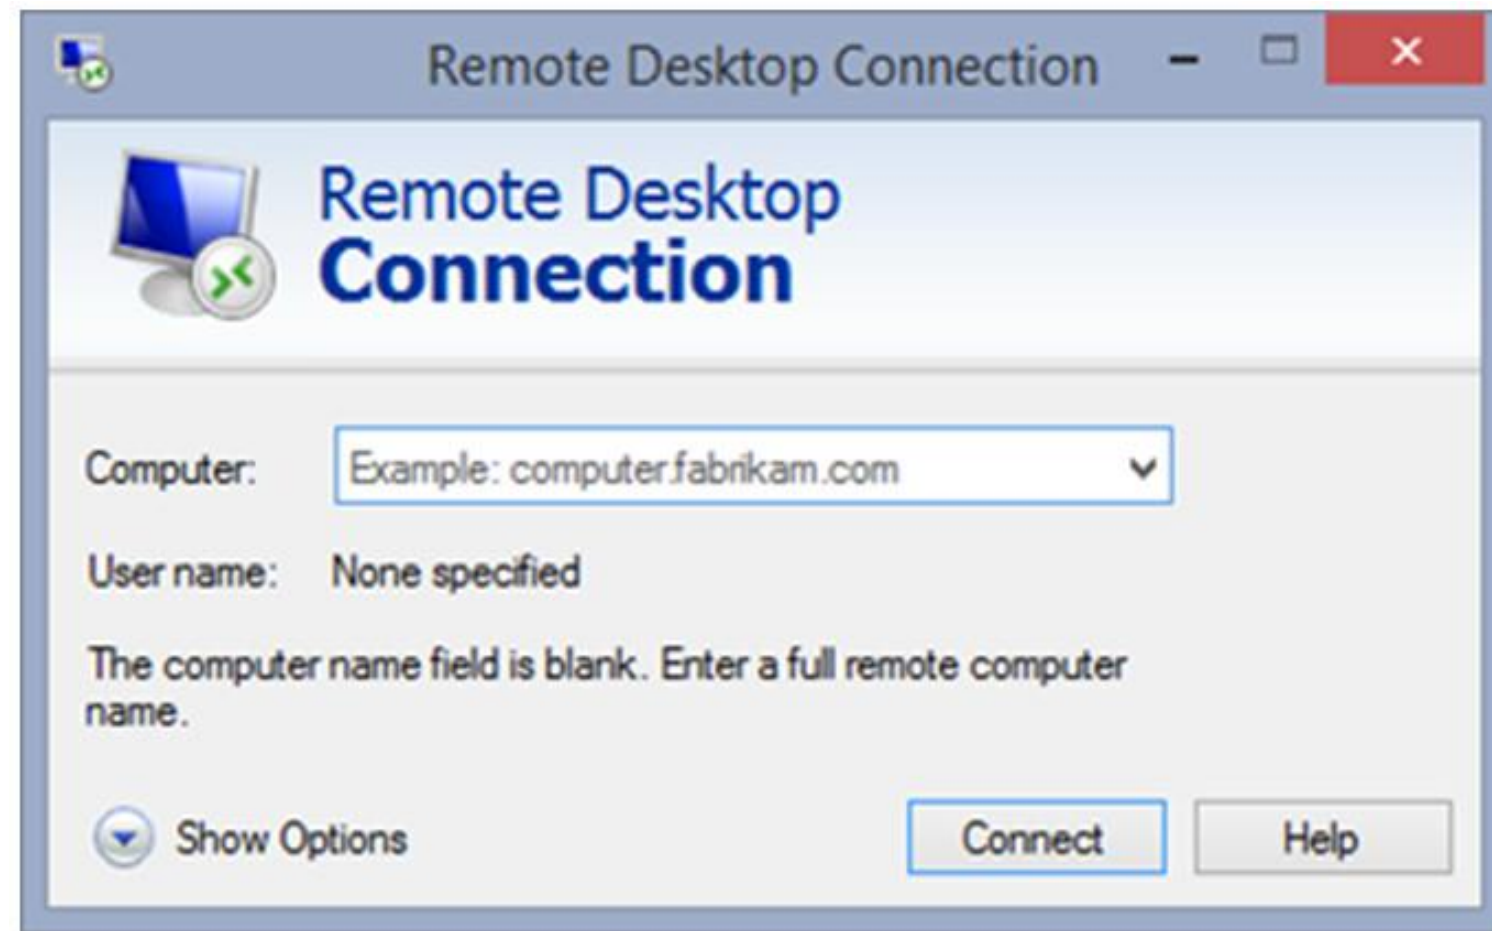 Remote Desktop Connection
Remote Desktop
Connection
Computer: Example: computer.fabrikam.com
User name: None specified
The computer name field is blank. Enter a full remote computer
name.
Show Options Connect Help